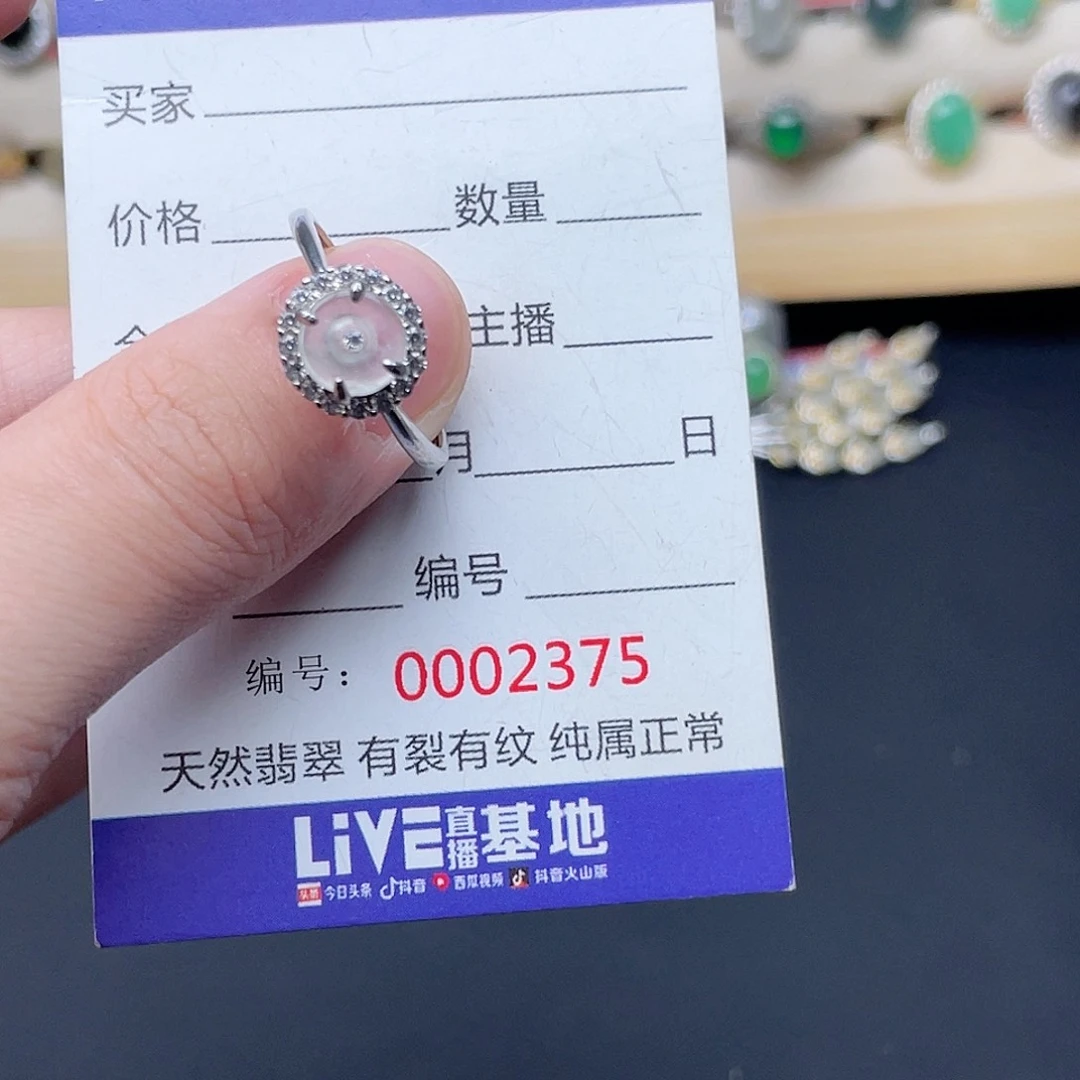 买家
价格 数量
主播
月 日
编号
编号： 0002375
天然翡翠 有裂有纹 纯属正常
LiVE直播基地
头条 今日头条 抖音 西瓜视频 抖音火山版